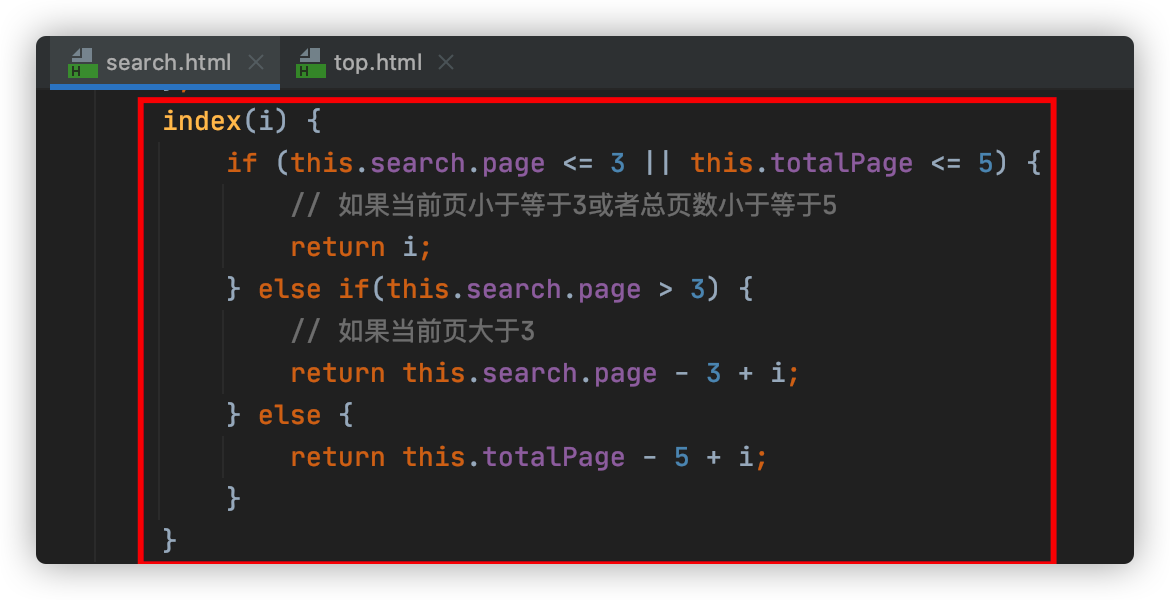 search.html top.html
index(i) {
if (this.search.page <= 3 || this.totalPage <= 5) {
// 如果当前页小于等于3或者总页数小于等于5
return i;
} else if(this.search.page > 3) {
// 如果当前页大于3
return this.search.page - 3 + i;
} else {
return this.totalPage - 5 + i;
}
}